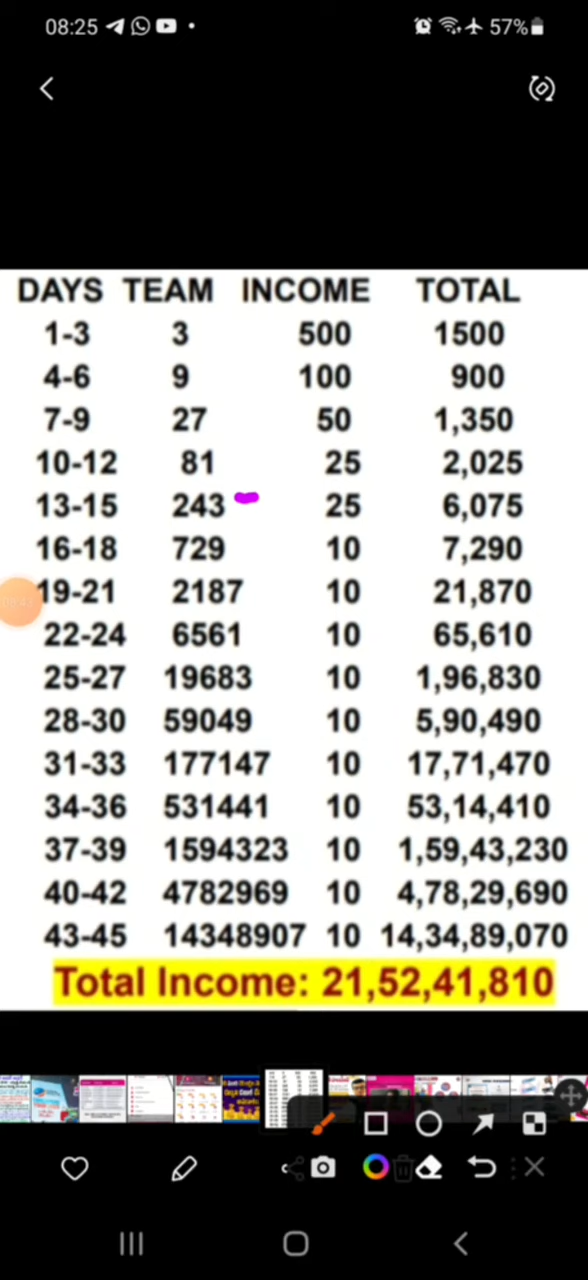 08:25 57%
DAYS TEAM INCOME TOTAL
1-3 3 500 1500
4-6 9 100 900
7-9 27 50 1,350
10-12 81 25 2,025
13-15 243 25 6,075
16-18 729 10 7,290
19-21 2187 10 21,870
22-24 6561 10 65,610
25-27 19683 10 1,96,830
28-30 59049 10 5,90,490
31-33 177147 10 17,71,470
34-36 531441 10 53,14,410
37-39 1594323 10 1,59,43,230
40-42 4782969 10 4,78,29,690
43-45 14348907 10 14,34,89,070
Total Income: 21,52,41,810